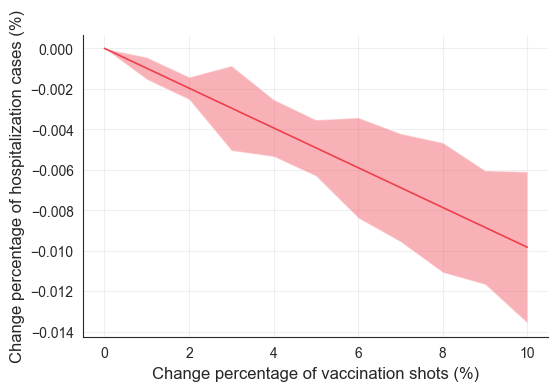 Change percentage of hospitalization cases (%)
0.000
−0.002
−0.004
−0.006
−0.008
−0.010
−0.012
−0.014
0 2 4 6 8 10
Change percentage of vaccination shots (%)